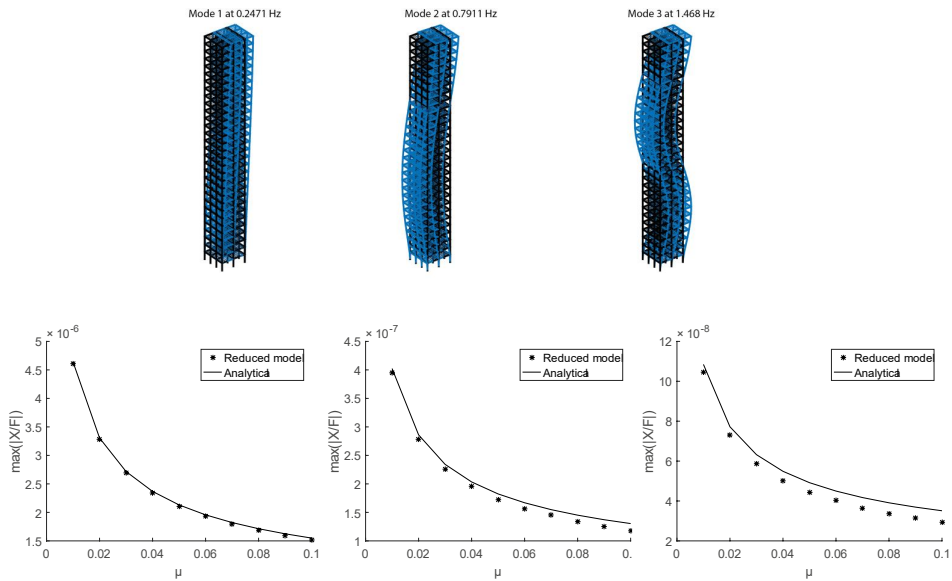 Mode 1 at 0.2471 Hz
Mode 2 at 0.7911 Hz
Mode 3 at 1.468 Hz
× 10⁻⁶
5
4.5
4
3.5
3
2.5
2
1.5
max(|X/F|)
0
0.02
0.04
0.06
0.08
0.1
μ
Reduced model
Analytical
× 10⁻⁷
4.5
4
3.5
3
2.5
2
1.5
1
max(|X/F|)
0
0.02
0.04
0.06
0.08
0.
μ
Reduced model
Analytical
× 10⁻⁸
12
10
8
6
4
2
max(|X/F|)
0
0.02
0.04
0.06
0.08
0.1
μ
Reduced model
Analytical